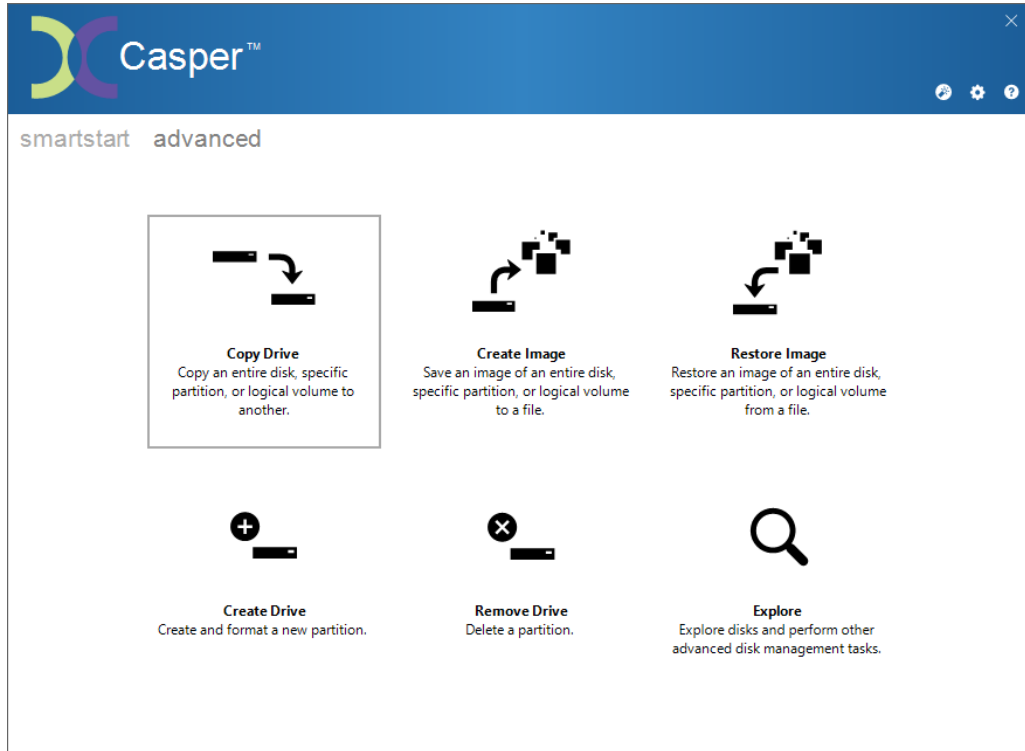 Casper™
smartstart advanced
Copy Drive
Copy an entire disk, specific
partition, or logical volume to
another.
Create Image
Save an image of an entire disk,
specific partition, or logical volume
to a file.
Restore Image
Restore an image of an entire disk,
specific partition, or logical volume
from a file.
Create Drive
Create and format a new partition.
Remove Drive
Delete a partition.
Explore
Explore disks and perform other
advanced disk management tasks.